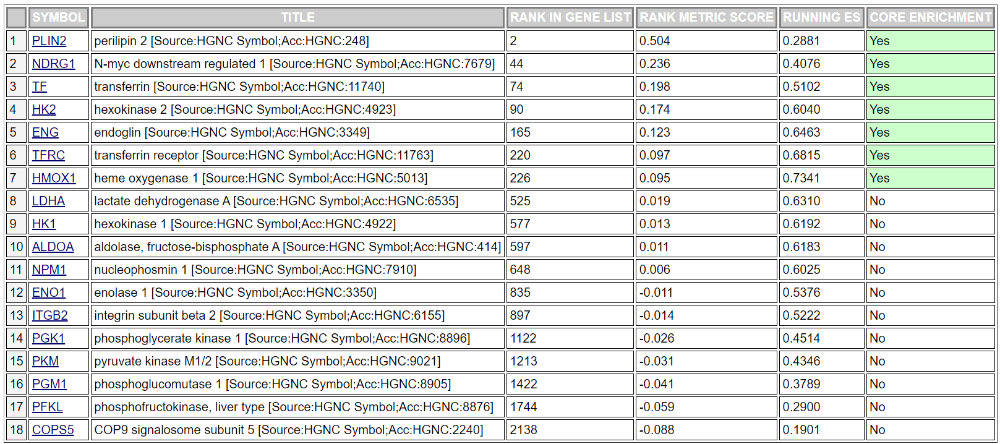 SYMBOL TITLE RANK IN GENE LIST RANK METRIC SCORE RUNNING ES CORE ENRICHMENT
1 PLIN2 perilipin 2 [Source:HGNC Symbol;Acc:HGNC:248] 2 0.504 0.2881 Yes
2 NDRG1 N-myc downstream regulated 1 [Source:HGNC Symbol;Acc:HGNC:7679] 44 0.236 0.4076 Yes
3 TF transferrin [Source:HGNC Symbol;Acc:HGNC:11740] 74 0.198 0.5102 Yes
4 HK2 hexokinase 2 [Source:HGNC Symbol;Acc:HGNC:4923] 90 0.174 0.6040 Yes
5 ENG endoglin [Source:HGNC Symbol;Acc:HGNC:3349] 165 0.123 0.6463 Yes
6 TFRC transferrin receptor [Source:HGNC Symbol;Acc:HGNC:11763] 220 0.097 0.6815 Yes
7 HMOX1 heme oxygenase 1 [Source:HGNC Symbol;Acc:HGNC:5013] 226 0.095 0.7341 Yes
8 LDHA lactate dehydrogenase A [Source:HGNC Symbol;Acc:HGNC:6535] 525 0.019 0.6310 No
9 HK1 hexokinase 1 [Source:HGNC Symbol;Acc:HGNC:4922] 577 0.013 0.6192 No
10 ALDOA aldolase, fructose-bisphosphate A [Source:HGNC Symbol;Acc:HGNC:414] 597 0.011 0.6183 No
11 NPM1 nucleophosmin 1 [Source:HGNC Symbol;Acc:HGNC:7910] 648 0.006 0.6025 No
12 ENO1 enolase 1 [Source:HGNC Symbol;Acc:HGNC:3350] 835 -0.011 0.5376 No
13 ITGB2 integrin subunit beta 2 [Source:HGNC Symbol;Acc:HGNC:6155] 897 -0.014 0.5222 No
14 PGK1 phosphoglycerate kinase 1 [Source:HGNC Symbol;Acc:HGNC:8896] 1122 -0.026 0.4514 No
15 PKM pyruvate kinase M1/2 [Source:HGNC Symbol;Acc:HGNC:9021] 1213 -0.031 0.4346 No
16 PGM1 phosphoglucomutase 1 [Source:HGNC Symbol;Acc:HGNC:8905] 1422 -0.041 0.3789 No
17 PFKL phosphofructokinase, liver type [Source:HGNC Symbol;Acc:HGNC:8876] 1744 -0.059 0.2900 No
18 COPS5 COP9 signalosome subunit 5 [Source:HGNC Symbol;Acc:HGNC:2240] 2138 -0.088 0.1901 No